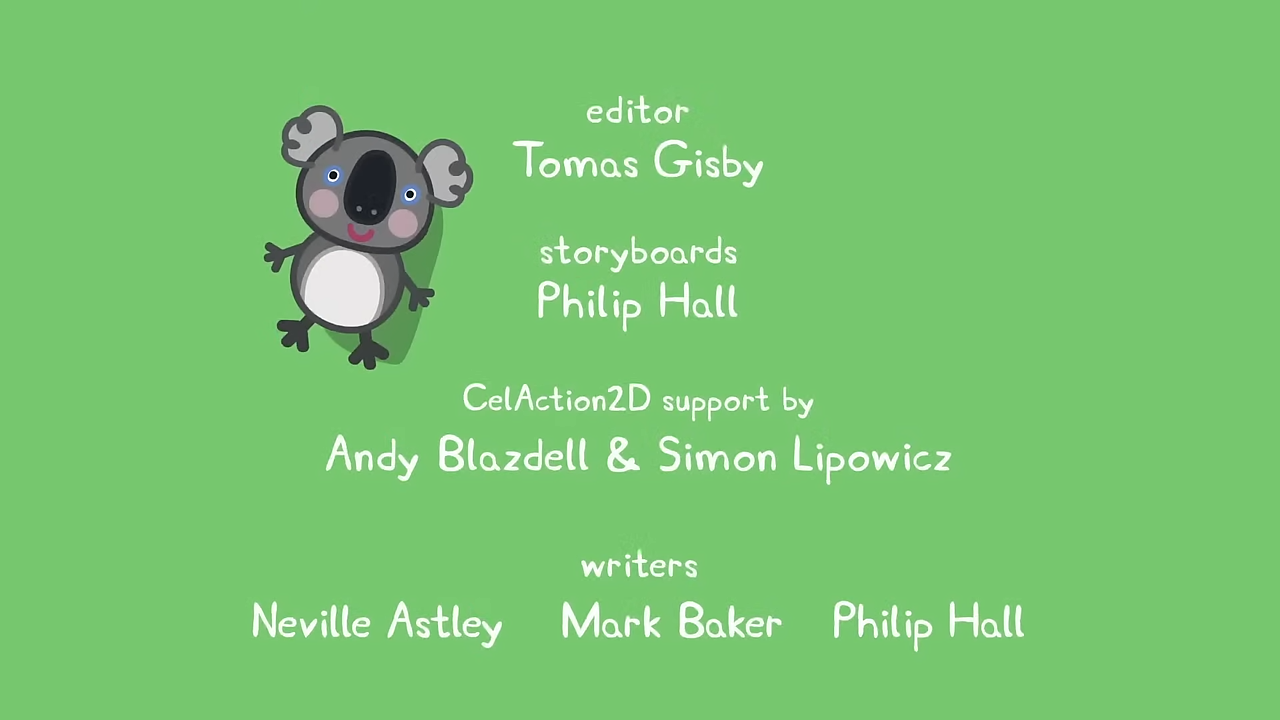 editor
Tomas Gisby
storyboards
Philip Hall
CelAction2D support by
Andy Blazdell & Simon Lipowicz
writers
Neville Astley Mark Baker Philip Hall